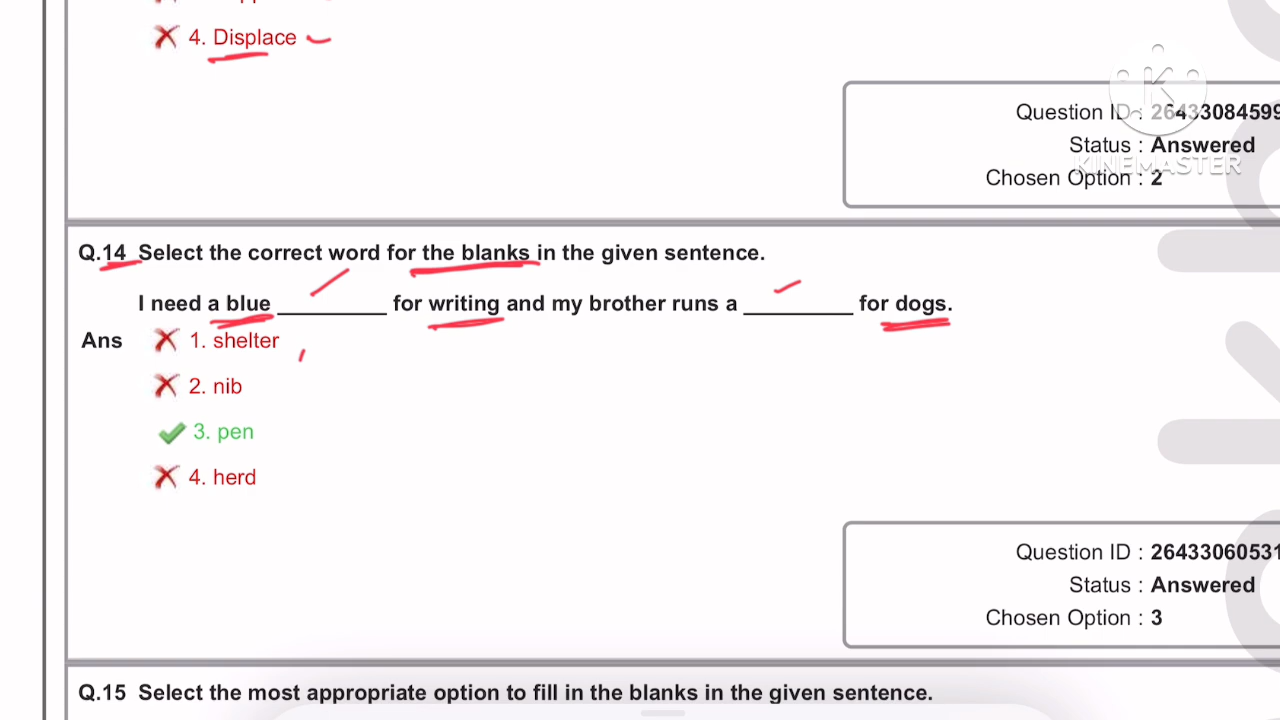 4. Displace
Question ID : 26433084599
Status : Answered
Chosen Option : 2
KINEMASTER
Q.14 Select the correct word for the blanks in the given sentence.
I need a blue _________ for writing and my brother runs a _________ for dogs.
Ans 1. shelter
2. nib
3. pen
4. herd
Question ID : 26433060531
Status : Answered
Chosen Option : 3
Q.15 Select the most appropriate option to fill in the blanks in the given sentence.